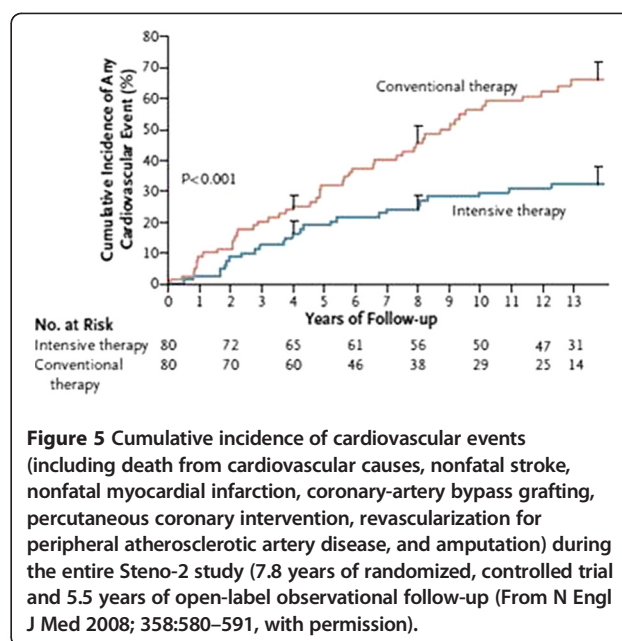 80
70
60
50
40
30
20
10
0
Cumulative Incidence of Any
Cardiovascular Event (%)
Conventional therapy
P<0.001
Intensive therapy
0 1 2 3 4 5 6 7 8 9 10 11 12 13
Years of Follow-up
No. at Risk
Intensive therapy 80 72 65 61 56 50 47 31
Conventional 80 70 60 46 38 29 25 14
therapy
Figure 5 Cumulative incidence of cardiovascular events
(including death from cardiovascular causes, nonfatal stroke,
nonfatal myocardial infarction, coronary-artery bypass grafting,
percutaneous coronary intervention, revascularization for
peripheral atherosclerotic artery disease, and amputation) during
the entire Steno-2 study (7.8 years of randomized, controlled trial
and 5.5 years of open-label observational follow-up (From N Engl
J Med 2008; 358:580–591, with permission).